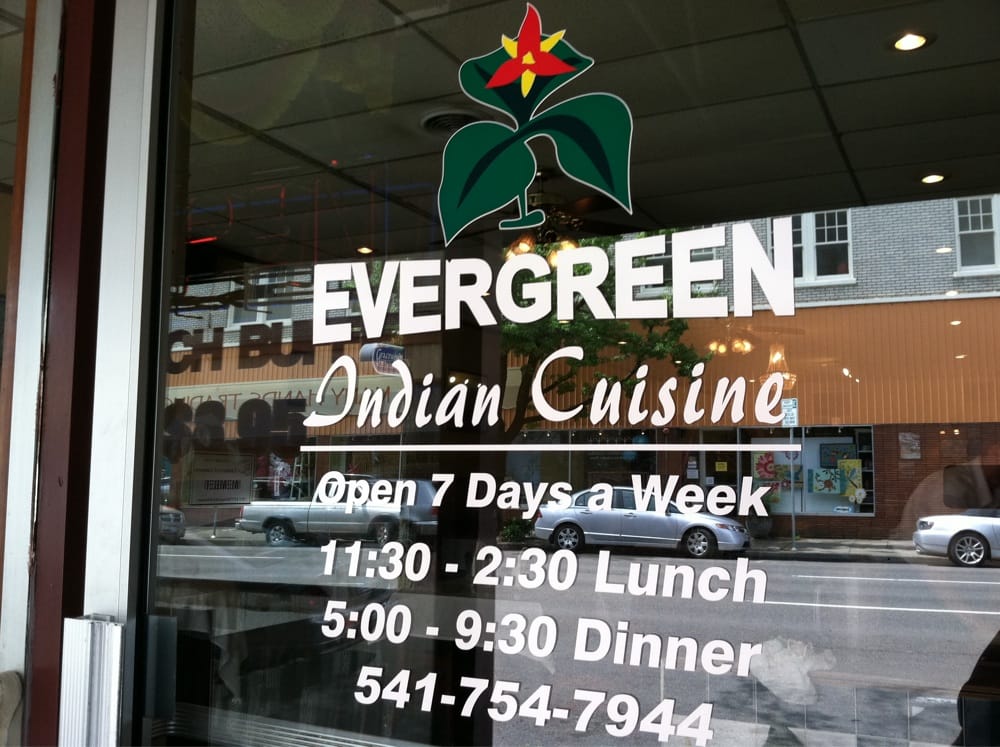 EVERGREEN
Indian Cuisine
Open 7 Days a Week
11:30 - 2:30 Lunch
5:00 - 9:30 Dinner
541-754-7944